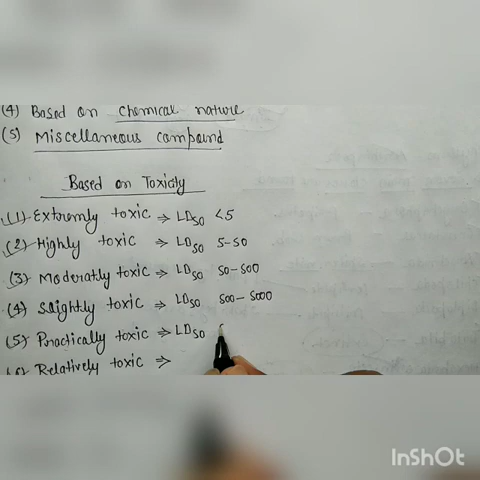 (4) Based on chemical nature
(5) Miscellaneous compound
Based on Toxicity
(1) Extremly toxic ⇒ LD50 <5
(2) Highly toxic ⇒ LD50 5-50
(3) Moderatly toxic ⇒ LD50 50-500
(4) Slightly toxic ⇒ LD50 500-5000
(5) Practically toxic ⇒ LD50
Relatively toxic ⇒
InShOt